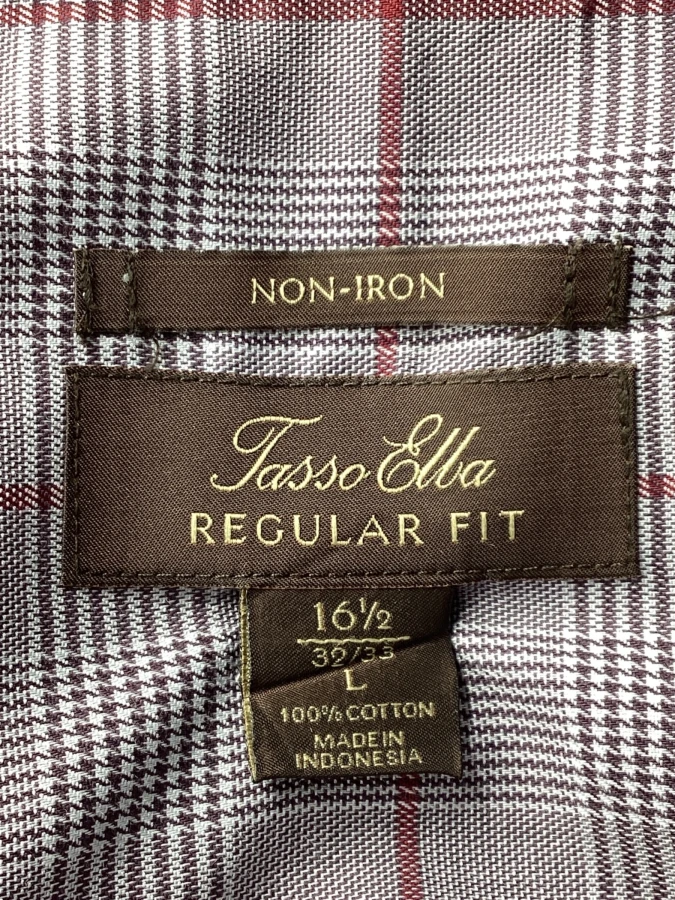 NON-IRON
Tasso Elba
REGULAR FIT
16½
32/33
L
100% COTTON
MADE IN
INDONESIA